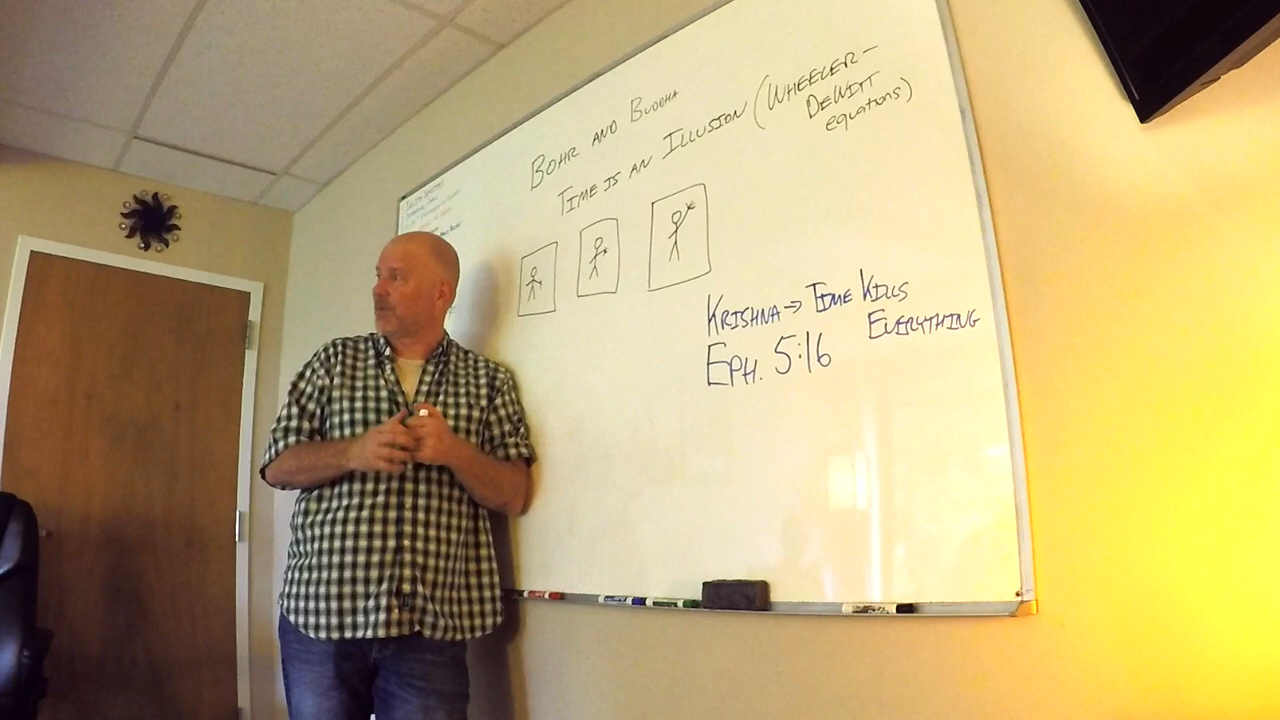 BOHR AND BUDDHA
TIME IS AN ILLUSION (WHEELER-
DEWITT
equations)
KRISHNA → TIME KILLS
EVERYTHING
EPH. 5:16